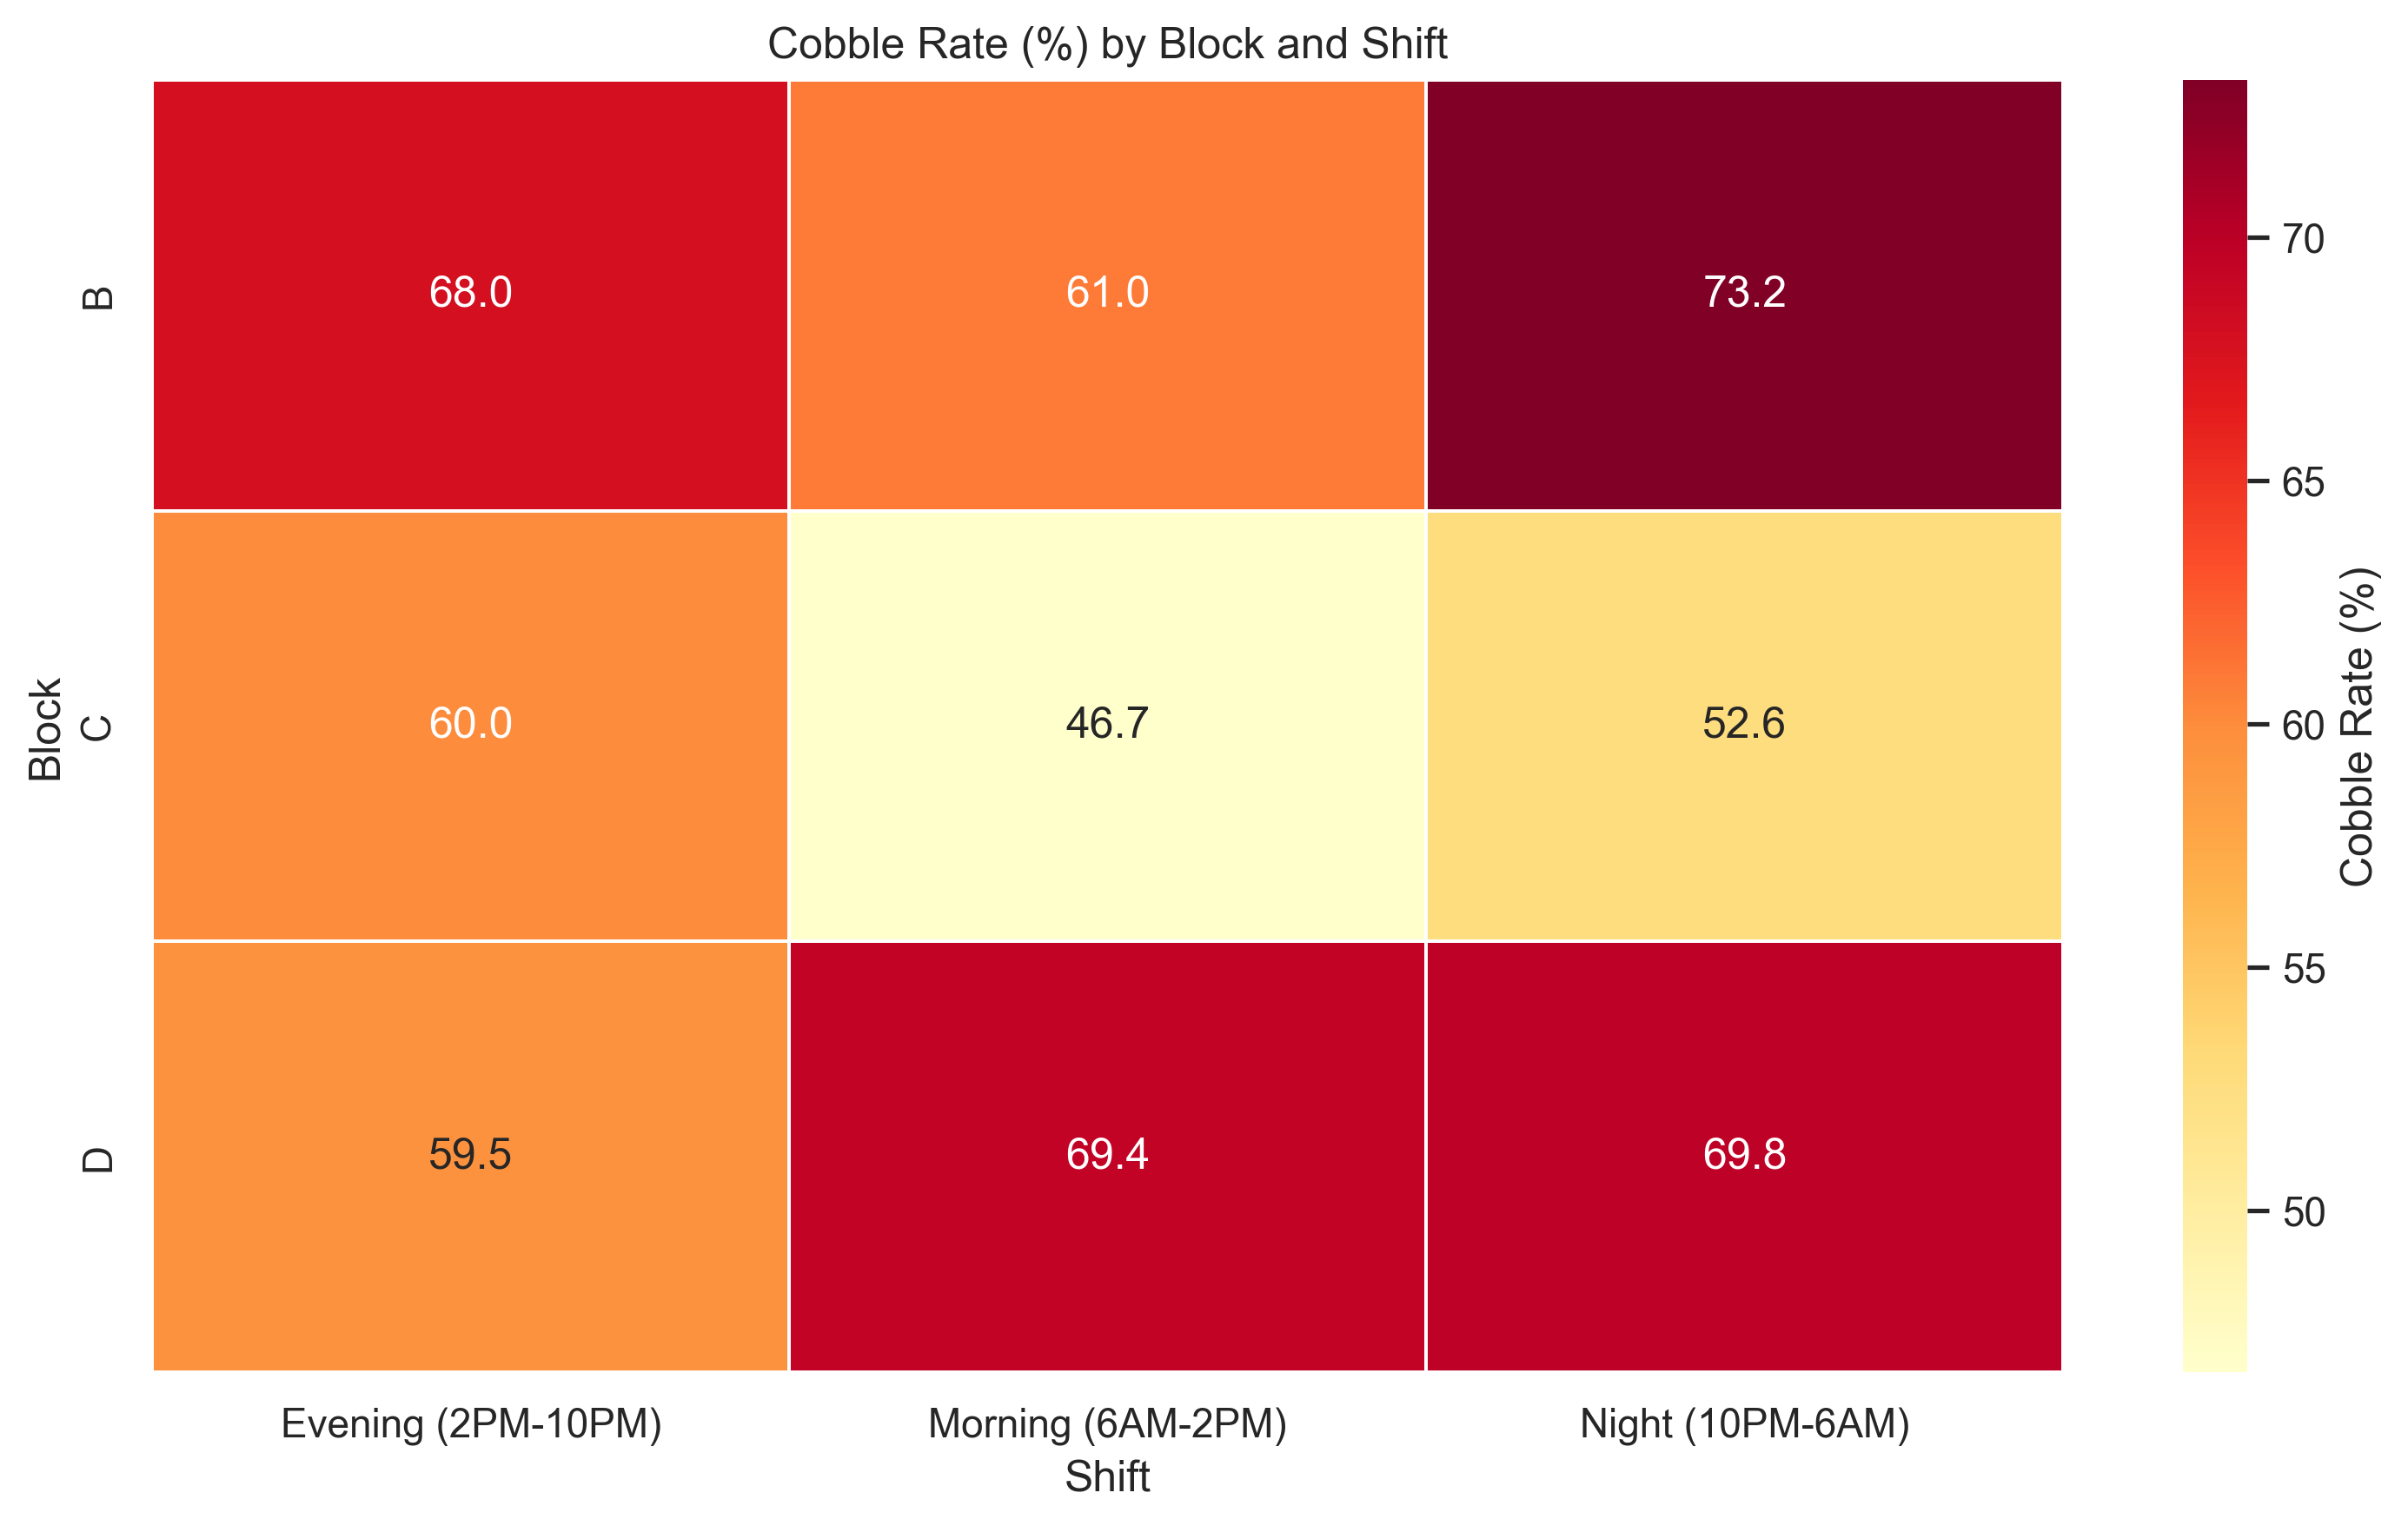 Cobble Rate (%) by Block and Shift
Block
B
68.0 61.0 73.2
C
60.0 46.7 52.6
D
59.5 69.4 69.8
Evening (2PM-10PM) Morning (6AM-2PM) Night (10PM-6AM)
Shift
70
65
60
55
50
Cobble Rate (%)